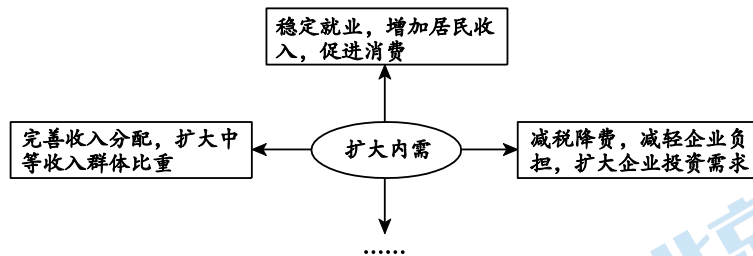 稳定就业，增加居民收
入，促进消费
完善收入分配，扩大中
等收入群体比重
扩大内需
减税降费，减轻企业负
担，扩大企业投资需求
……
北京